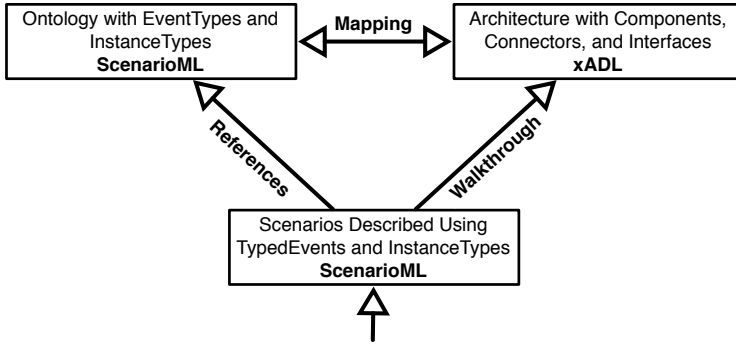 Ontology with EventTypes and
InstanceTypes
ScenarioML
Mapping
Architecture with Components,
Connectors, and Interfaces
xADL
References
Walkthrough
Scenarios Described Using
TypedEvents and InstanceTypes
ScenarioML